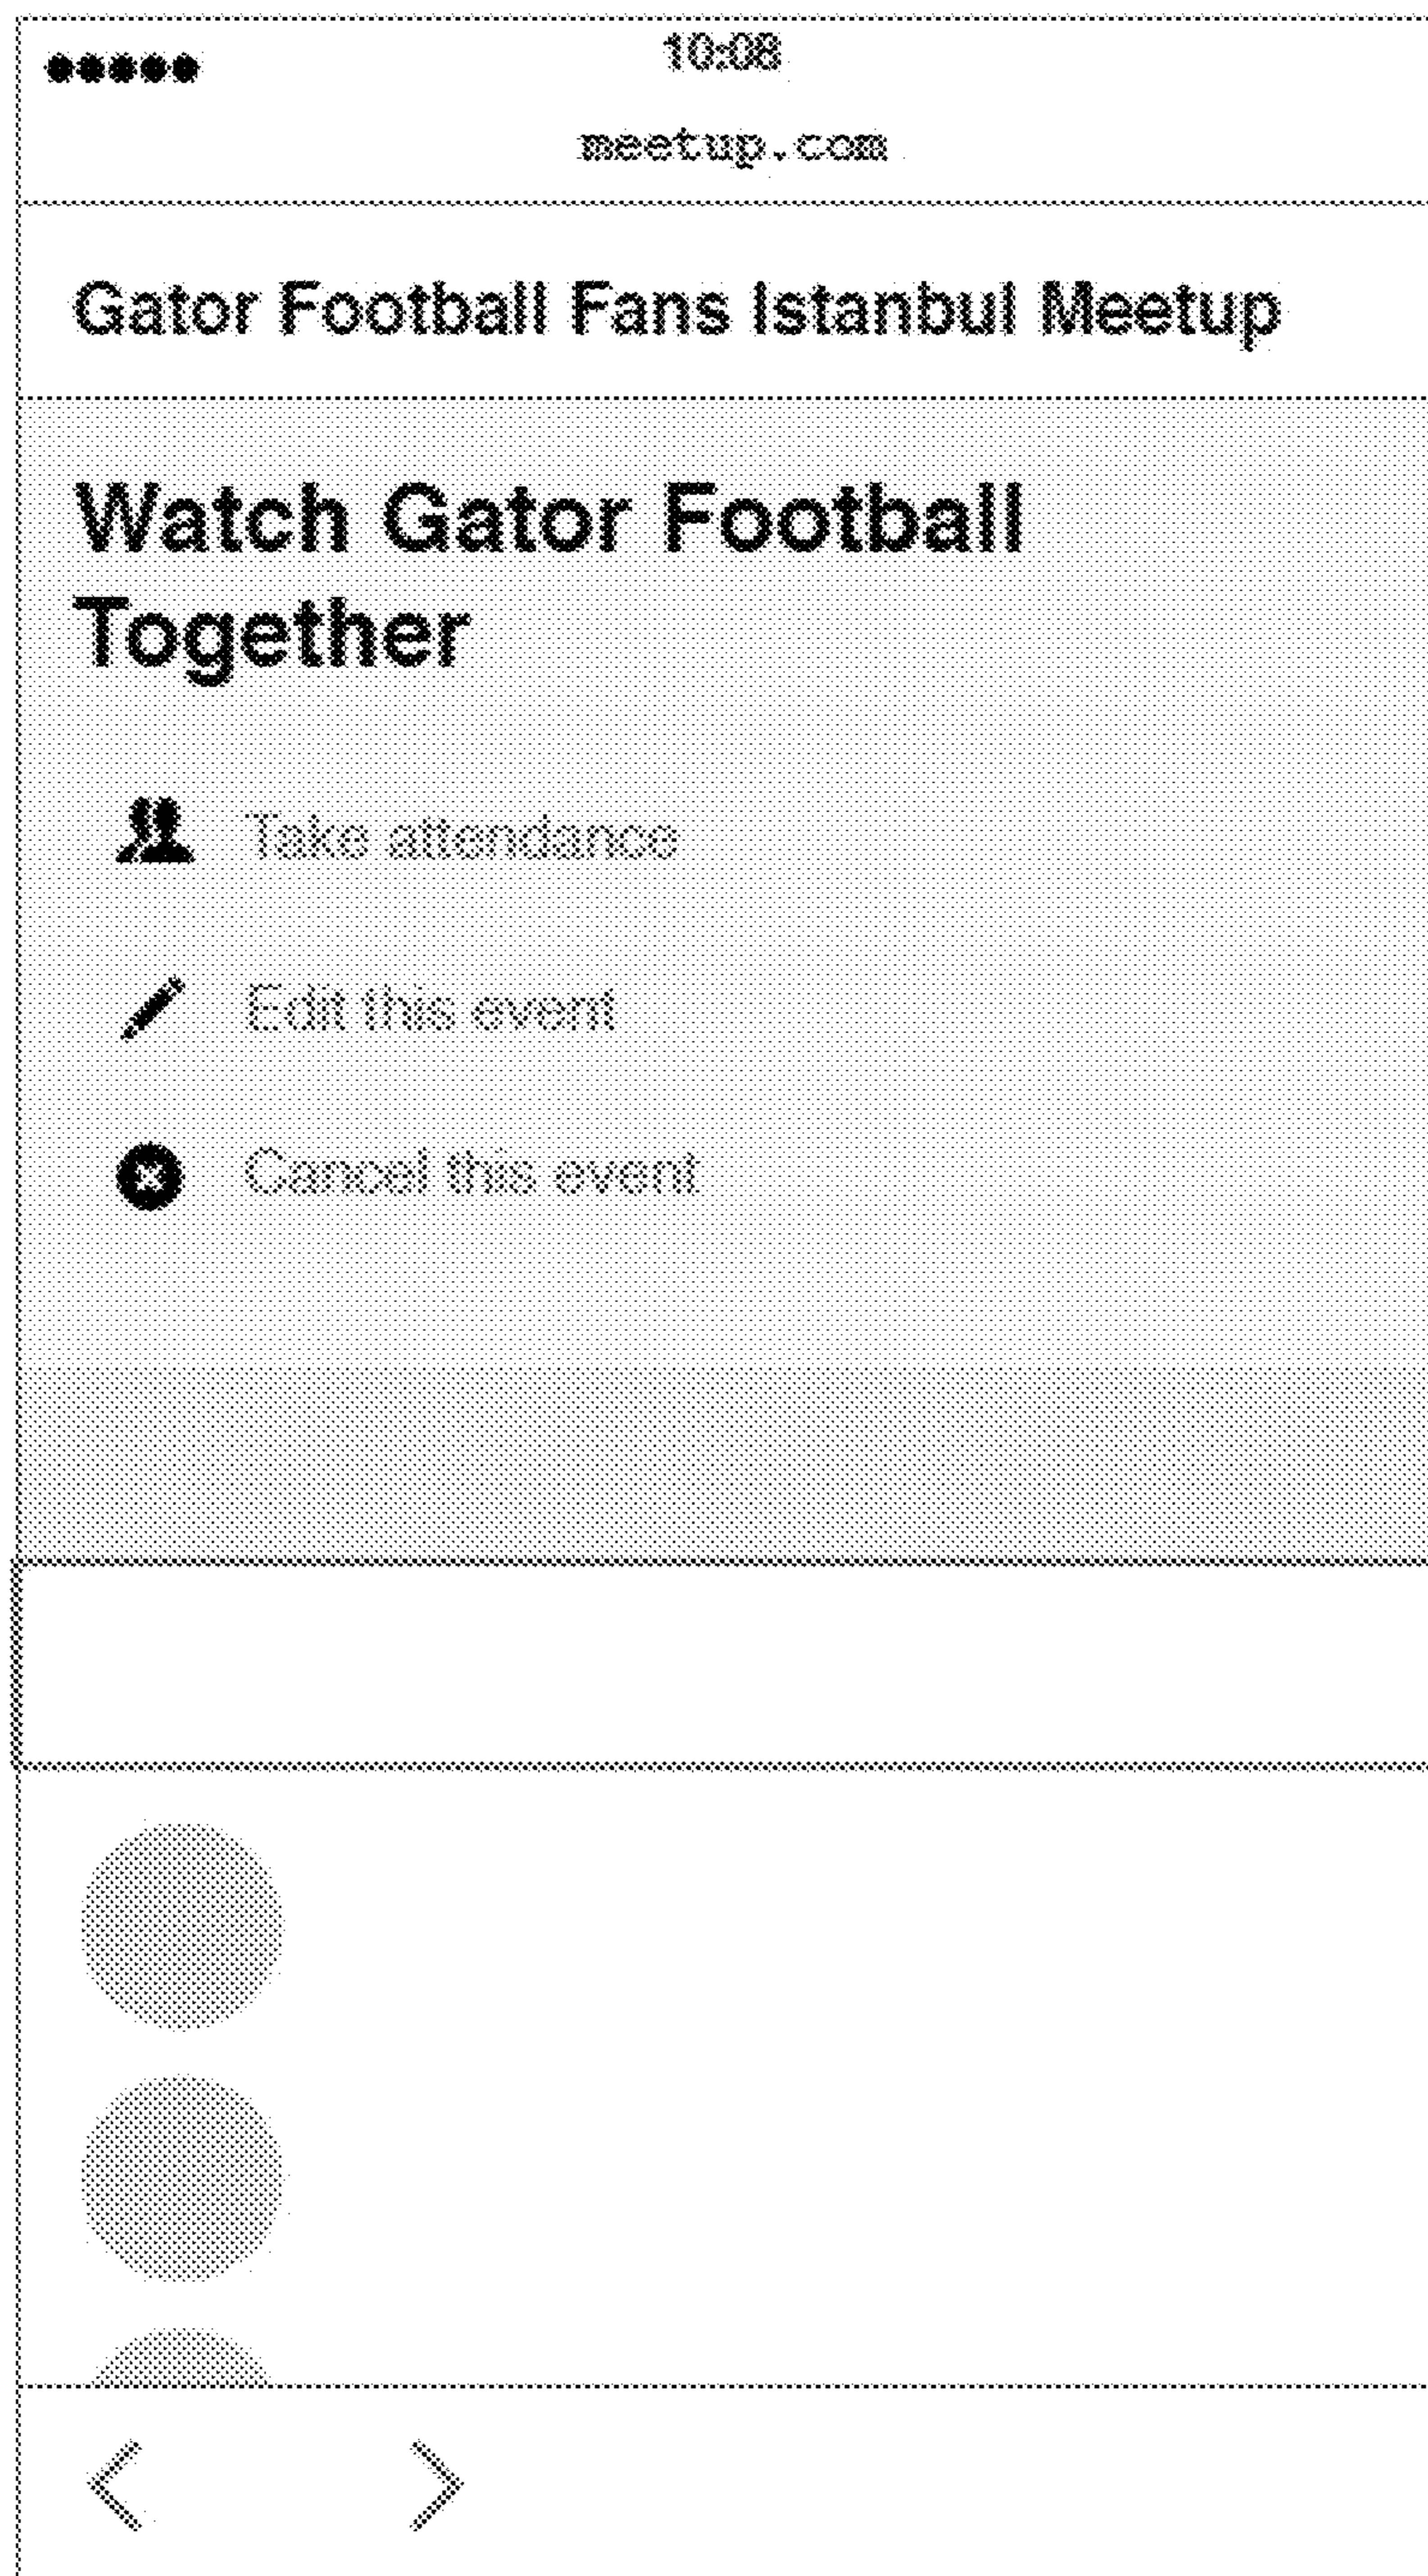 10:08
meetup.com
Gator Football Fans Istanbul Meetup
Watch Gator Football
Together
Take attendance
Edit this event
Cancel this event